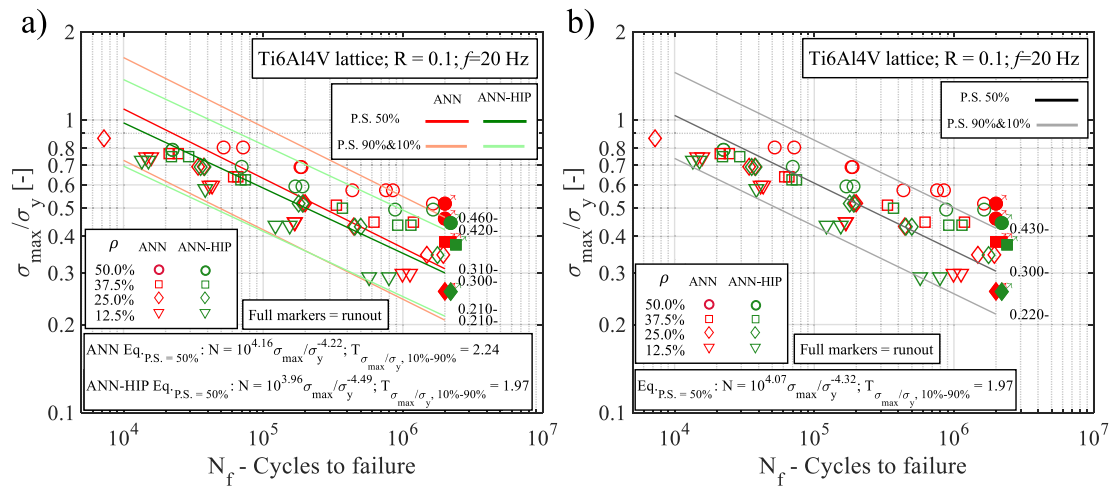 a)
2
1
0.8
0.7
0.6
0.5
0.4
0.3
0.2
0.1
σmax/σy [-]
Ti6Al4V lattice; R = 0.1; f=20 Hz
ANN ANN-HIP
P.S. 50%
P.S. 90%&10%
0.460-
0.420-
0.310-
0.300-
0.210-
0.210-
ρ ANN ANN-HIP
50.0%
37.5%
25.0%
12.5%
Full markers = runout
ANN Eq.P.S. = 50%: N = 10^4.16 σmax/σy^-4.22; Tσmax/σy, 10%-90% = 2.24
ANN-HIP Eq.P.S. = 50%: N = 10^3.96 σmax/σy^-4.49; Tσmax/σy, 10%-90% = 1.97
10^4 10^5 10^6 10^7
Nf - Cycles to failure
b)
2
1
0.8
0.7
0.6
0.5
0.4
0.3
0.2
0.1
σmax/σy [-]
Ti6Al4V lattice; R = 0.1; f=20 Hz
P.S. 50%
P.S. 90%&10%
0.430-
0.300-
0.220-
ρ ANN ANN-HIP
50.0%
37.5%
25.0%
12.5%
Full markers = runout
Eq.P.S. = 50%: N = 10^4.07 σmax/σy^-4.32; Tσmax/σy, 10%-90% = 1.97
10^4 10^5 10^6 10^7
Nf - Cycles to failure